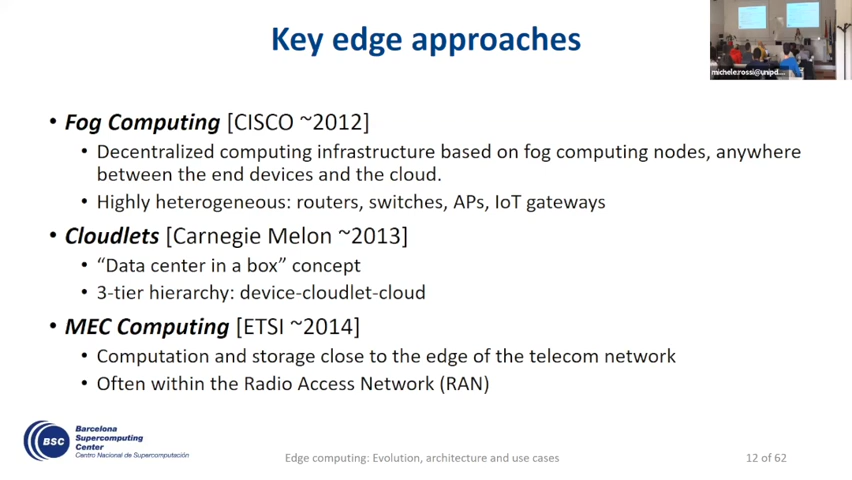 Key edge approaches
michele.rossi@unipd....
• Fog Computing [CISCO ~2012]
• Decentralized computing infrastructure based on fog computing nodes, anywhere
between the end devices and the cloud.
• Highly heterogeneous: routers, switches, APs, IoT gateways
• Cloudlets [Carnegie Melon ~2013]
• “Data center in a box” concept
• 3-tier hierarchy: device-cloudlet-cloud
• MEC Computing [ETSI ~2014]
• Computation and storage close to the edge of the telecom network
• Often within the Radio Access Network (RAN)
BSC
Barcelona
Supercomputing
Center
Centro Nacional de Supercomputación
Edge computing: Evolution, architecture and use cases
12 of 62